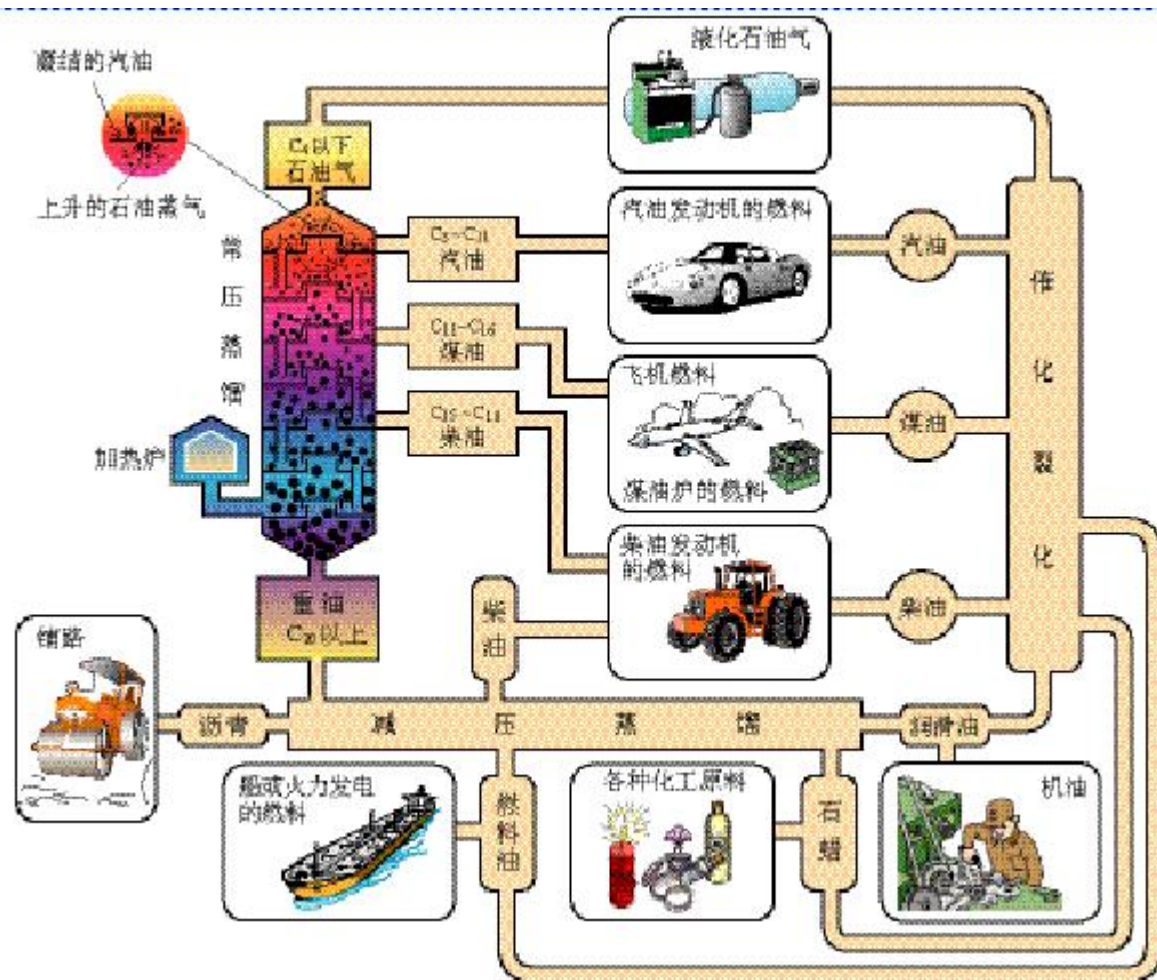 凝结的汽油
上升的石油蒸气
C₄以下
石油气
液化石油气
常压蒸馏
C₅~C₁₁
汽油
汽油发动机的燃料
汽油
C₁₁~C₁₆
煤油
飞机燃料
煤油炉的燃料
煤油
催化裂化
加热炉
柴油
柴油发动机
的燃料
柴油
重油
C₂₀以上
柴油
铺路
沥青
减压蒸馏
润滑油
船或火力发电
的燃料
燃料油
各种化工原料
石蜡
机油